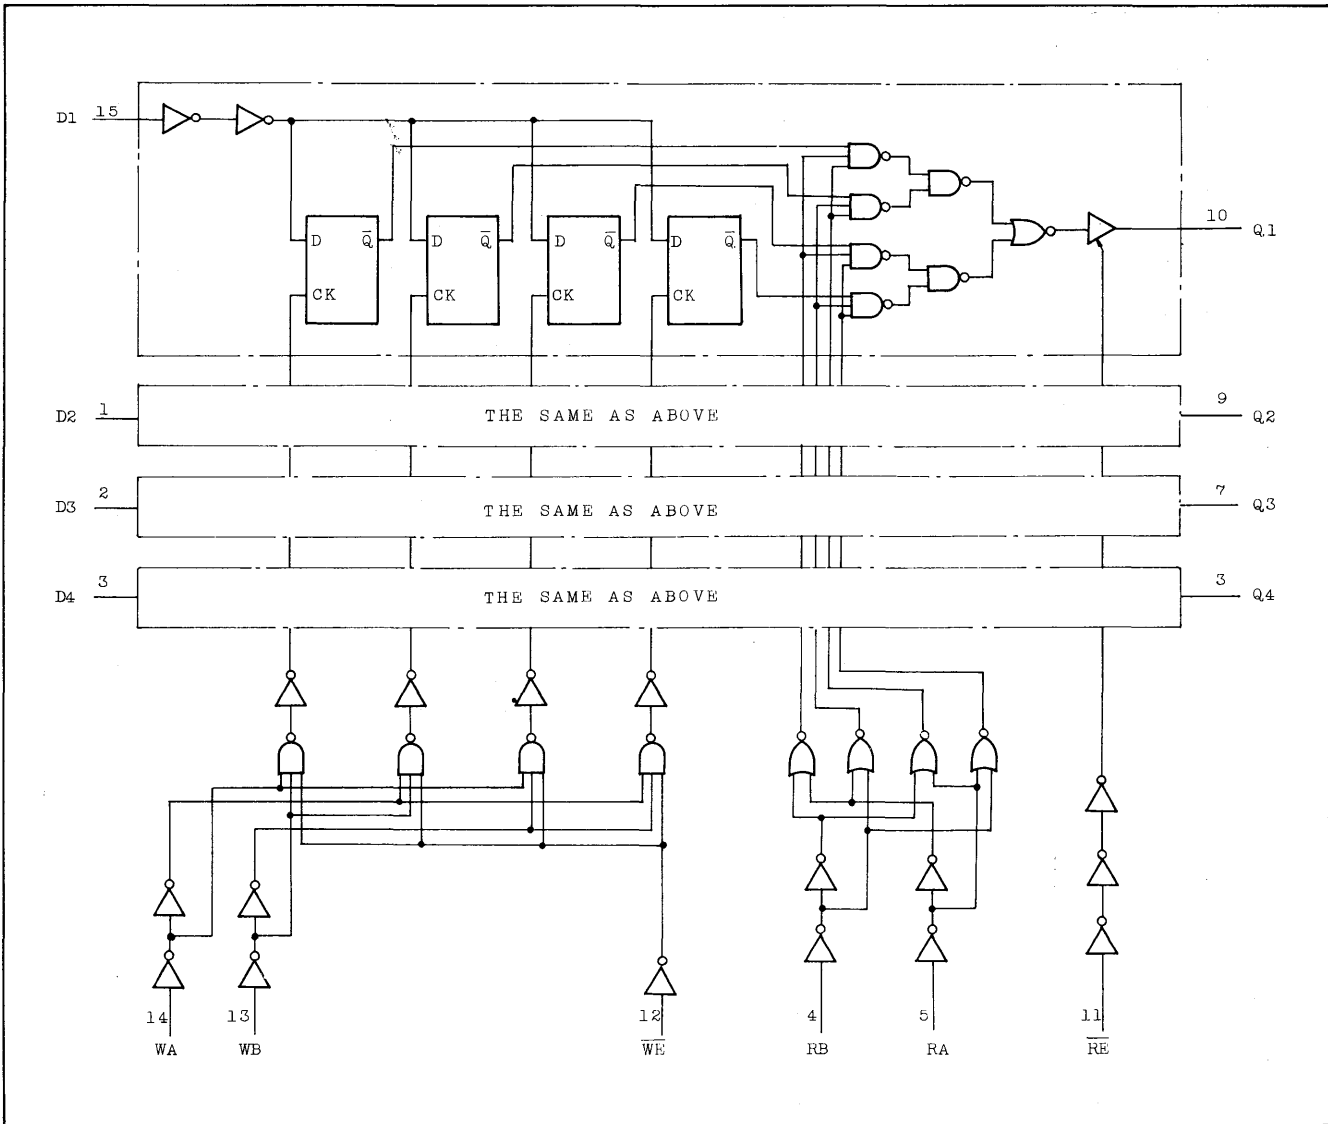 D1 15
D Q̅ D Q̅ D Q̅ D Q̅
CK CK CK CK
10 Q1
D2 1 THE SAME AS ABOVE 9 Q2
D3 2 THE SAME AS ABOVE 7 Q3
D4 3 THE SAME AS ABOVE 3 Q4
14 13 12 4 5 11
WA WB W̅E̅ RB RA R̅E̅